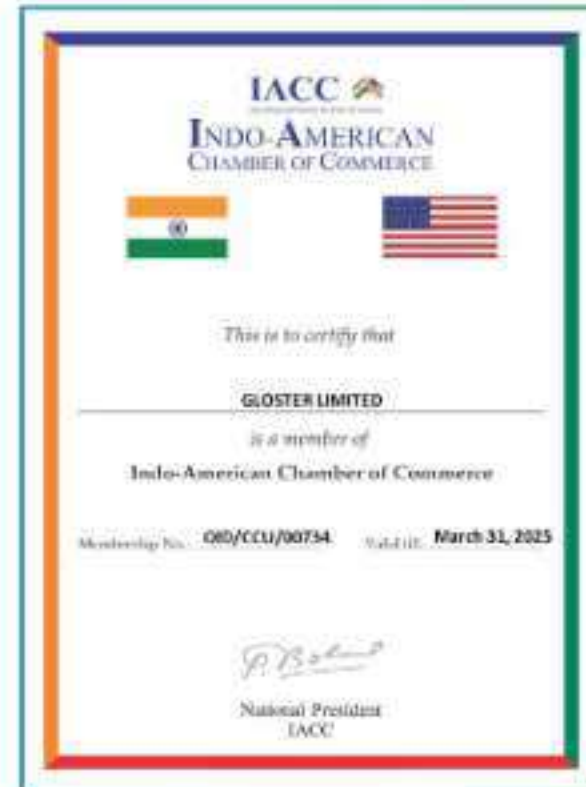 IACC
INDO-AMERICAN
CHAMBER OF COMMERCE
This is to certify that
GLOSTER LIMITED
is a member of
Indo-American Chamber of Commerce
Membership No. OID/CCU/00734 Valid till March 31, 2025
National President
IACC